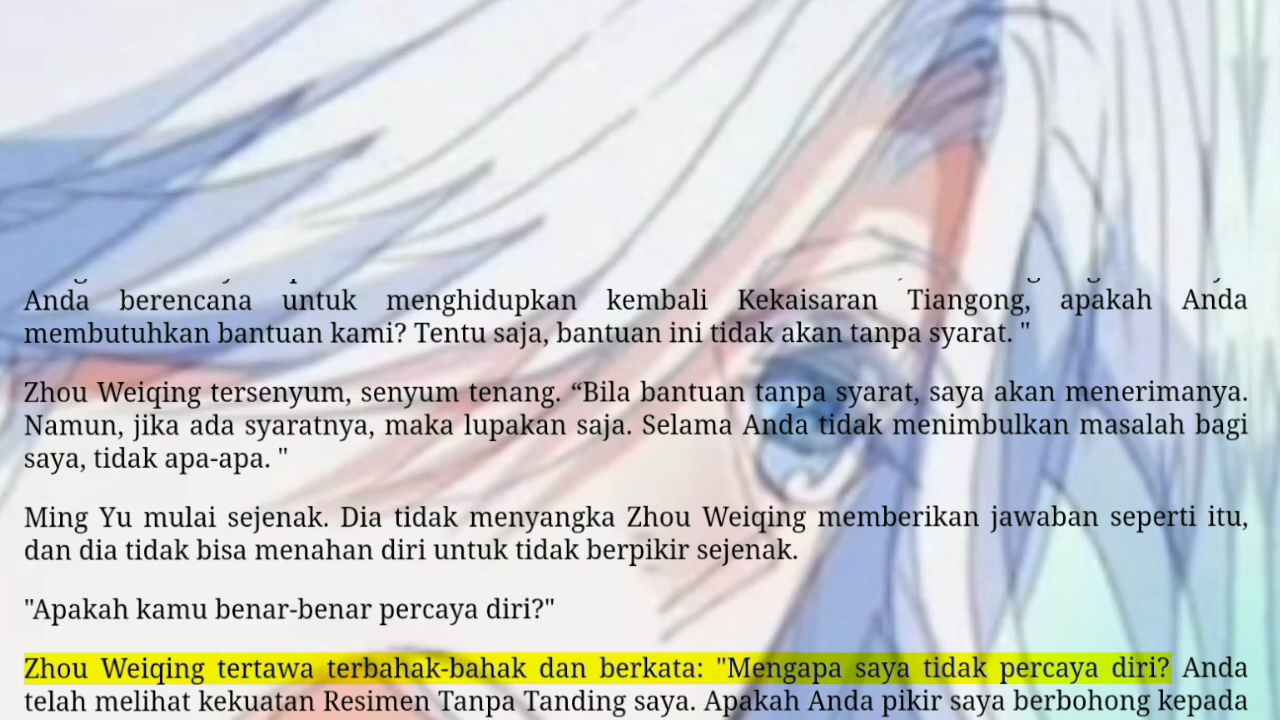 Anda berencana untuk menghidupkan kembali Kekaisaran Tiangong, apakah Anda
membutuhkan bantuan kami? Tentu saja, bantuan ini tidak akan tanpa syarat. "
Zhou Weiqing tersenyum, senyum tenang. “Bila bantuan tanpa syarat, saya akan menerimanya.
Namun, jika ada syaratnya, maka lupakan saja. Selama Anda tidak menimbulkan masalah bagi
saya, tidak apa-apa. "
Ming Yu mulai sejenak. Dia tidak menyangka Zhou Weiqing memberikan jawaban seperti itu,
dan dia tidak bisa menahan diri untuk tidak berpikir sejenak.
"Apakah kamu benar-benar percaya diri?"
Zhou Weiqing tertawa terbahak-bahak dan berkata: "Mengapa saya tidak percaya diri? Anda
telah melihat kekuatan Resimen Tanpa Tanding saya. Apakah Anda pikir saya berbohong kepada